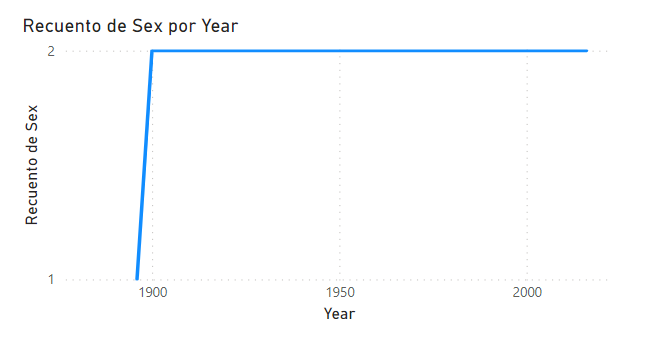 Recuento de Sex por Year
2
Recuento de Sex
1
1900 1950 2000
Year